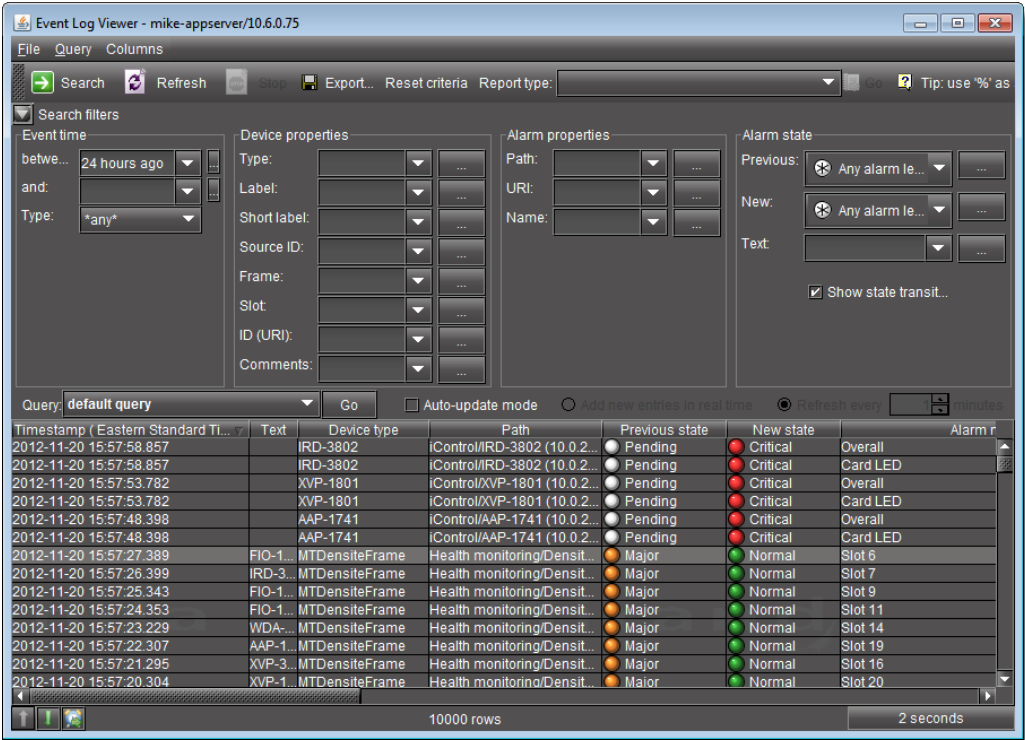 Event Log Viewer - mike-appserver/10.6.0.75
File Query Columns
Search Refresh Stop Export... Reset criteria Report type: Go Tip: use '%' as
Search filters
Event time Device properties Alarm properties Alarm state
betwe... 24 hours ago ... Type: ... Path: ... Previous: Any alarm le... ...
and: ... Label: ... URI: ... New: Any alarm le... ...
Type: *any* Short label: ... Name: ... Text: ...
Source ID: ...
Frame: ... Show state transit...
Slot: ...
ID (URI): ...
Comments: ...
Query: default query Go Auto-update mode Add new entries in real time Refresh every 1 minutes
Timestamp ( Eastern Standard Ti... Text Device type Path Previous state New state Alarm n
2012-11-20 15:57:58.857 IRD-3802 iControl/IRD-3802 (10.0.2... Pending Critical Overall
2012-11-20 15:57:58.857 IRD-3802 iControl/IRD-3802 (10.0.2... Pending Critical Card LED
2012-11-20 15:57:53.782 XVP-1801 iControl/XVP-1801 (10.0.2... Pending Critical Overall
2012-11-20 15:57:53.782 XVP-1801 iControl/XVP-1801 (10.0.2... Pending Critical Card LED
2012-11-20 15:57:48.398 AAP-1741 iControl/AAP-1741 (10.0.2... Pending Critical Overall
2012-11-20 15:57:48.398 AAP-1741 iControl/AAP-1741 (10.0.2... Pending Critical Card LED
2012-11-20 15:57:27.389 FIO-1... MTDensiteFrame Health monitoring/Densit... Major Normal Slot 6
2012-11-20 15:57:26.399 IRD-3... MTDensiteFrame Health monitoring/Densit... Major Normal Slot 7
2012-11-20 15:57:25.343 FIO-1... MTDensiteFrame Health monitoring/Densit... Major Normal Slot 9
2012-11-20 15:57:24.353 FIO-1... MTDensiteFrame Health monitoring/Densit... Major Normal Slot 11
2012-11-20 15:57:23.229 WDA-... MTDensiteFrame Health monitoring/Densit... Major Normal Slot 14
2012-11-20 15:57:22.307 AAP-1... MTDensiteFrame Health monitoring/Densit... Major Normal Slot 19
2012-11-20 15:57:21.295 XVP-3... MTDensiteFrame Health monitoring/Densit... Major Normal Slot 16
2012-11-20 15:57:20.304 XVP-1... MTDensiteFrame Health monitoring/Densit... Major Normal Slot 20
10000 rows 2 seconds